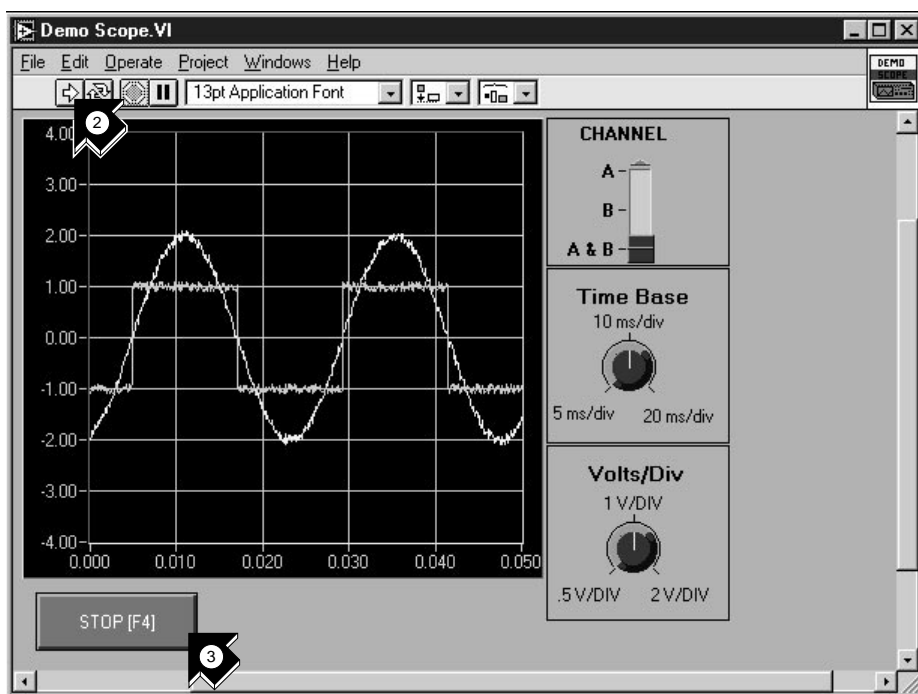 Demo Scope.VI
File Edit Operate Project Windows Help
DEMO
SCOPE
13pt Application Font
2
4.00
3.00
2.00
1.00
0.00
-1.00
-2.00
-3.00
-4.00
0.000 0.010 0.020 0.030 0.040 0.050
CHANNEL
A
B
A & B
Time Base
10 ms/div
5 ms/div 20 ms/div
Volts/Div
1 V/DIV
.5 V/DIV 2 V/DIV
STOP [F4]
3